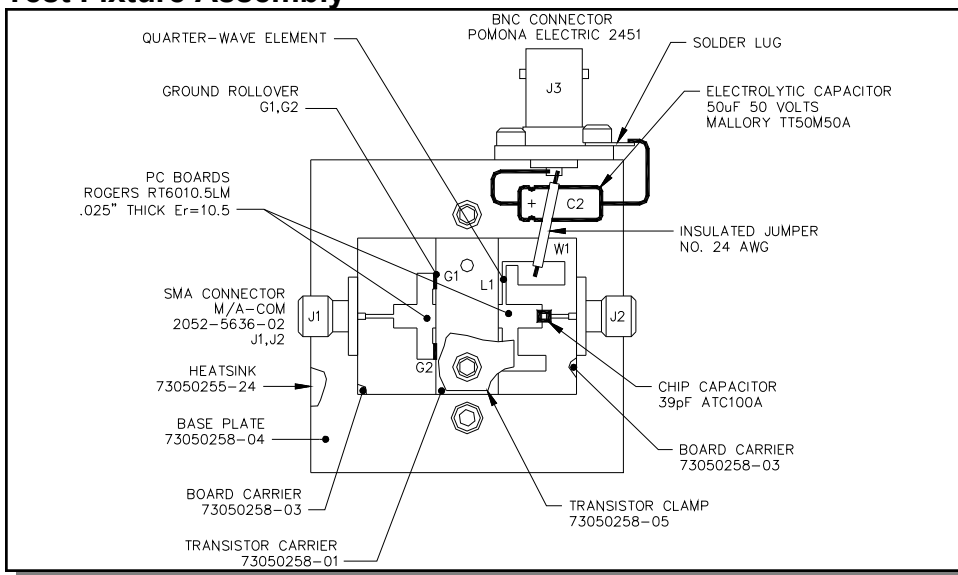 Test Fixture Assembly
BNC CONNECTOR
POMONA ELECTRIC 2451
QUARTER-WAVE ELEMENT
SOLDER LUG
GROUND ROLLOVER
G1,G2
J3
ELECTROLYTIC CAPACITOR
50uF 50 VOLTS
MALLORY TT50M50A
PC BOARDS
ROGERS RT6010.5LM
.025" THICK Er=10.5
+ C2
INSULATED JUMPER
NO. 24 AWG
W1
G1
L1
SMA CONNECTOR
M/A-COM
2052-5636-02
J1,J2
J1
J2
G2
HEATSINK
73050255-24
CHIP CAPACITOR
39pF ATC100A
BASE PLATE
73050258-04
BOARD CARRIER
73050258-03
BOARD CARRIER
73050258-03
TRANSISTOR CLAMP
73050258-05
TRANSISTOR CARRIER
73050258-01